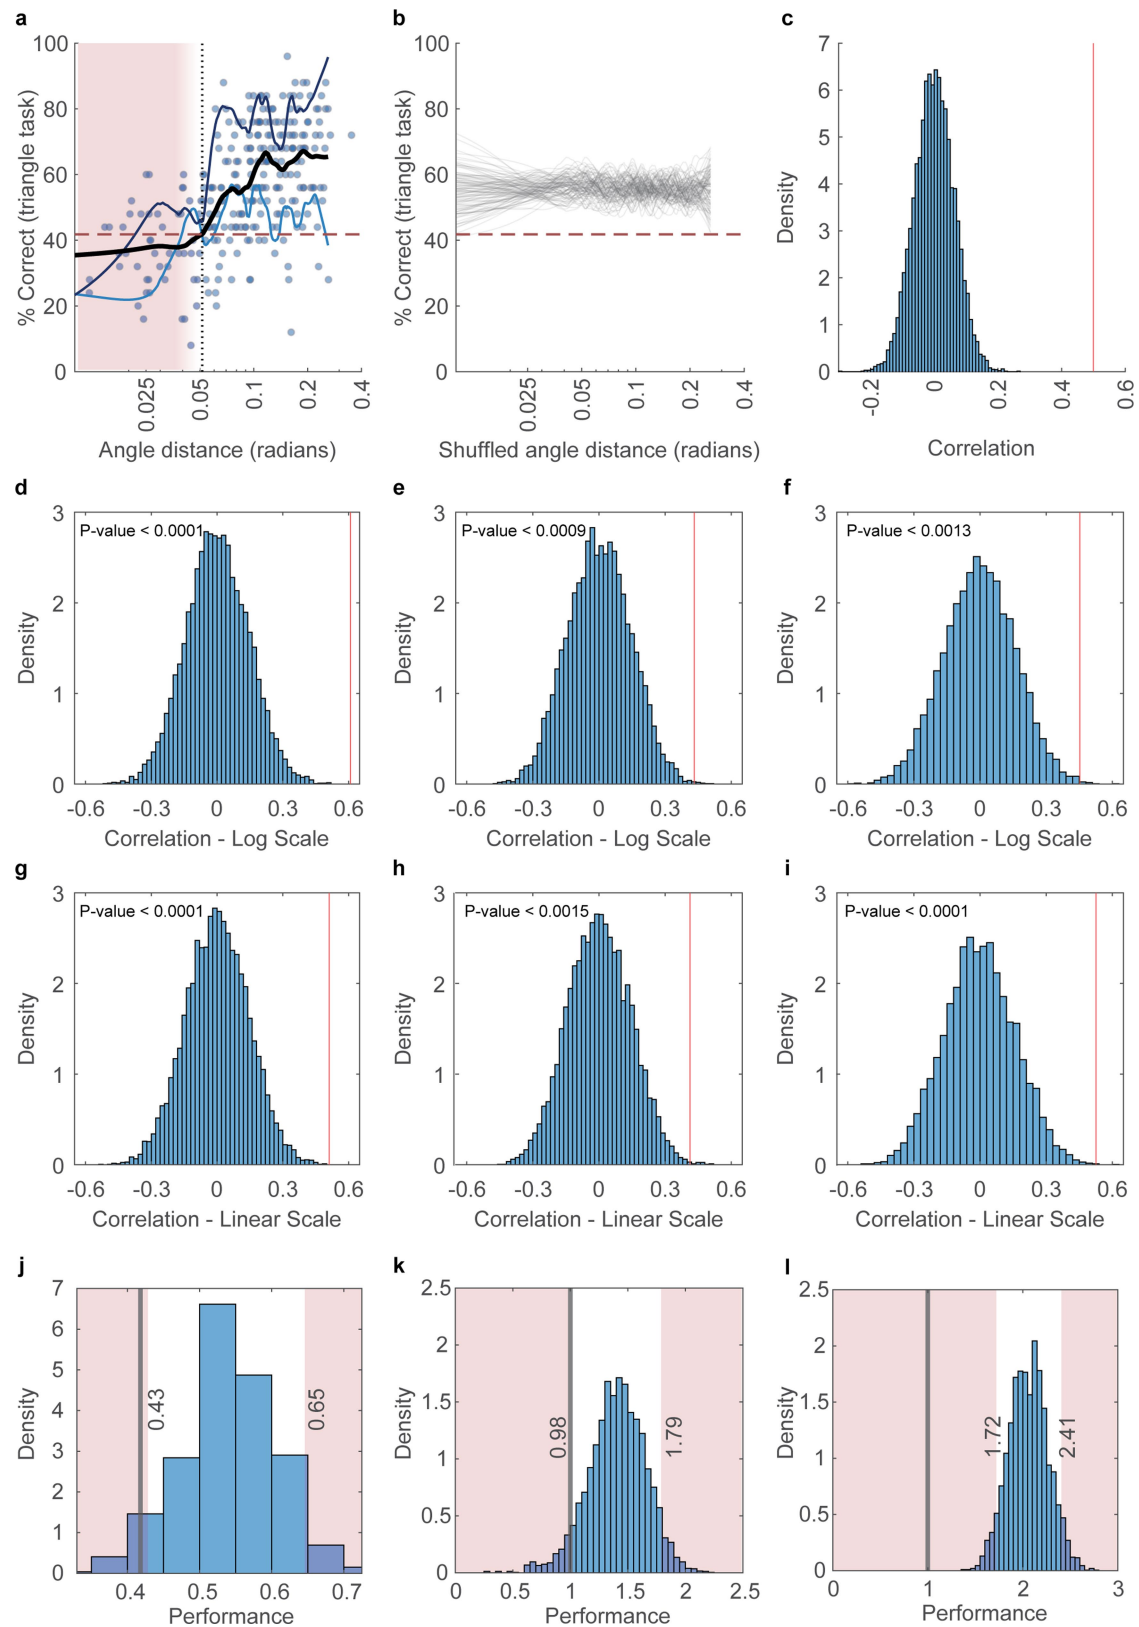 a
b
c
% Correct (triangle task)
100
80
60
40
20
0
0.025
0.05
0.1
0.2
0.4
Angle distance (radians)
% Correct (triangle task)
100
80
60
40
20
0
0.025
0.05
0.1
0.2
0.4
Shuffled angle distance (radians)
Density
7
6
5
4
3
2
1
0
-0.2
0
0.2
0.4
0.6
Correlation
d
e
f
P-value < 0.0001
Density
3
2
1
0
-0.6 -0.3 0 0.3 0.6
Correlation - Log Scale
P-value < 0.0009
Density
3
2
1
0
-0.6 -0.3 0 0.3 0.6
Correlation - Log Scale
P-value < 0.0013
Density
3
2
1
0
-0.6 -0.3 0 0.3 0.6
Correlation - Log Scale
g
h
i
P-value < 0.0001
Density
3
2
1
0
-0.6 -0.3 0 0.3 0.6
Correlation - Linear Scale
P-value < 0.0015
Density
3
2
1
0
-0.6 -0.3 0 0.3 0.6
Correlation - Linear Scale
P-value < 0.0001
Density
3
2
1
0
-0.6 -0.3 0 0.3 0.6
Correlation - Linear Scale
j
k
l
Density
7
6
5
4
3
2
1
0
0.43
0.65
0.4 0.5 0.6 0.7
Performance
Density
2.5
2
1.5
1
0.5
0
0.98
1.79
0 0.5 1 1.5 2 2.5
Performance
Density
2.5
2
1.5
1
0.5
0
1.72
2.41
0 1 2 3
Performance